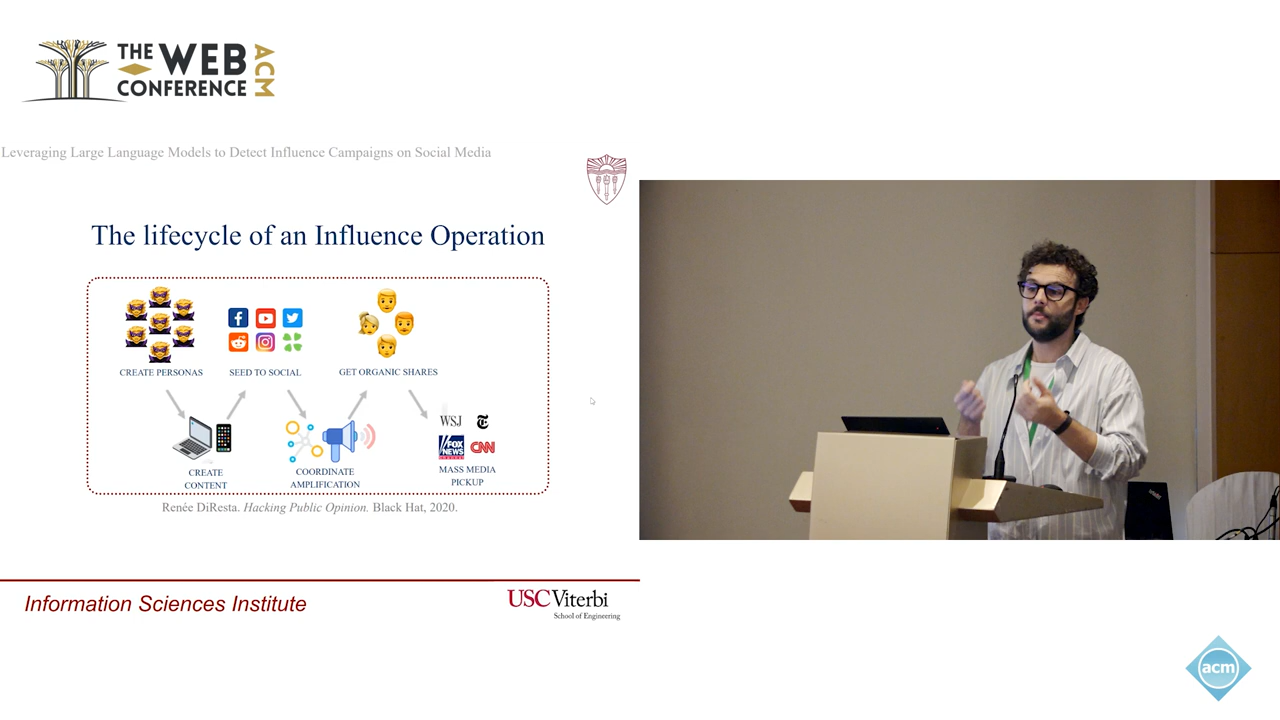 THE WEB CONFERENCE ACM
Leveraging Large Language Models to Detect Influence Campaigns on Social Media
The lifecycle of an Influence Operation
CREATE PERSONAS
SEED TO SOCIAL
GET ORGANIC SHARES
CREATE
CONTENT
COORDINATE
AMPLIFICATION
WSJ
FOX
NEWS
CNN
MASS MEDIA
PICKUP
Renée DiResta. Hacking Public Opinion. Black Hat, 2020.
Information Sciences Institute
USC Viterbi
School of Engineering
acm